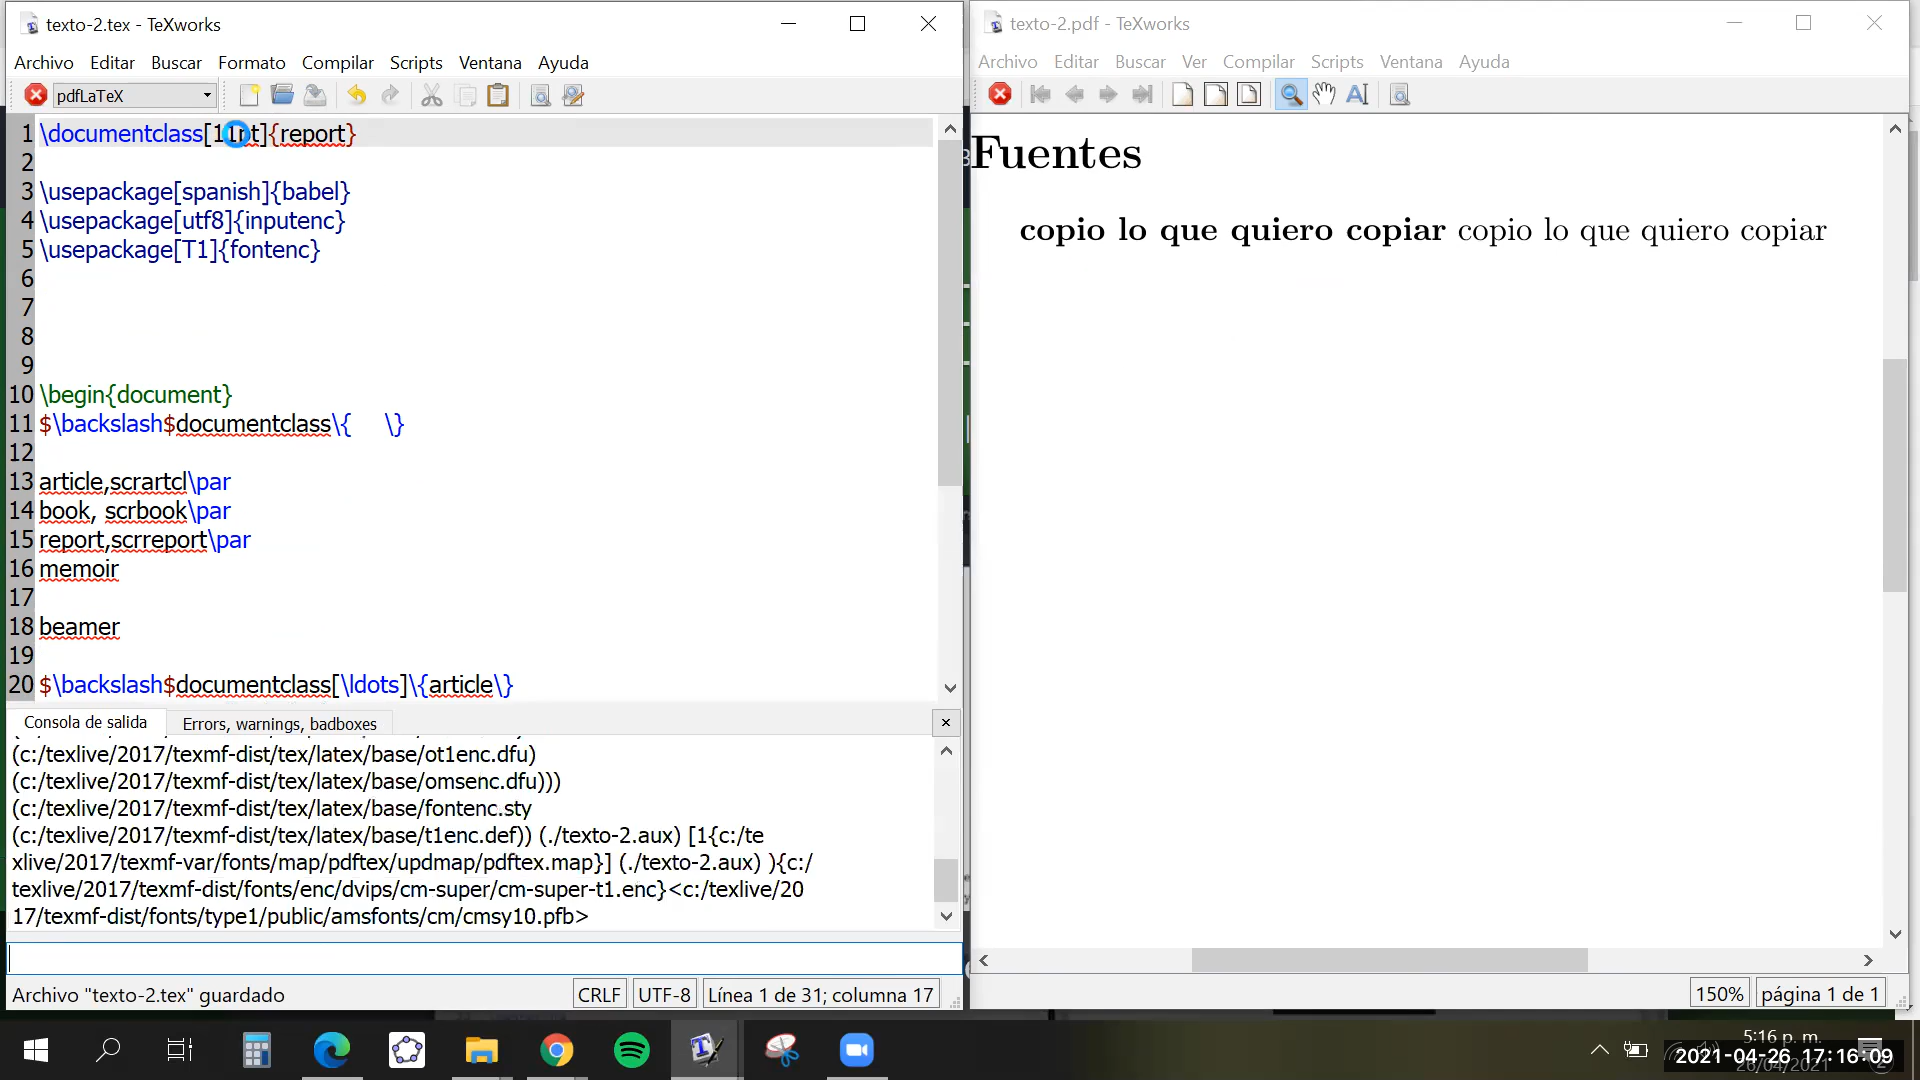 texto-2.tex - TeXworks
Archivo Editar Buscar Formato Compilar Scripts Ventana Ayuda
pdfLaTeX
1 \documentclass[11pt]{report}
2
3 \usepackage[spanish]{babel}
4 \usepackage[utf8]{inputenc}
5 \usepackage[T1]{fontenc}
6
7
8
9
10 \begin{document}
11 $\backslash$documentclass\{ \}
12
13 article,scrartcl\par
14 book, scrbook\par
15 report,scrreport\par
16 memoir
17
18 beamer
19
20 $\backslash$documentclass[\ldots]\{article\}
Consola de salida Errors, warnings, badboxes
(c:/texlive/2017/texmf-dist/tex/latex/base/ot1enc.dfu)
(c:/texlive/2017/texmf-dist/tex/latex/base/omsenc.dfu)))
(c:/texlive/2017/texmf-dist/tex/latex/base/fontenc.sty
(c:/texlive/2017/texmf-dist/tex/latex/base/t1enc.def)) (./texto-2.aux) [1{c:/te
xlive/2017/texmf-var/fonts/map/pdftex/updmap/pdftex.map}] (./texto-2.aux) ){c:/
texlive/2017/texmf-dist/fonts/enc/dvips/cm-super/cm-super-t1.enc}<c:/texlive/20
17/texmf-dist/fonts/type1/public/amsfonts/cm/cmsy10.pfb>
Archivo "texto-2.tex" guardado CRLF UTF-8 Línea 1 de 31; columna 17
texto-2.pdf - TeXworks
Archivo Editar Buscar Ver Compilar Scripts Ventana Ayuda
Fuentes
copio lo que quiero copiar copio lo que quiero copiar
150% página 1 de 1
5:16 p. m.
2021-04-26 17:16:09
26/04/2021